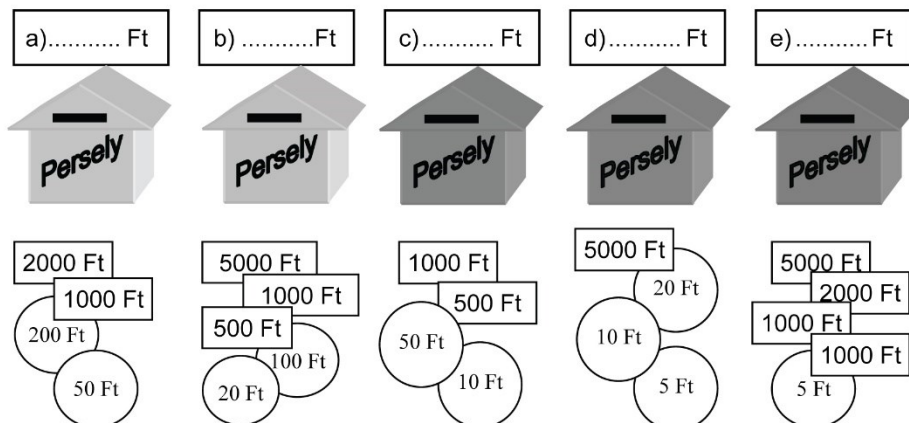 a)........... Ft
b) ...........Ft
c)........... Ft
d)........... Ft
e)........... Ft
Persely
Persely
Persely
Persely
Persely
2000 Ft
1000 Ft
200 Ft
50 Ft
5000 Ft
1000 Ft
500 Ft
100 Ft
20 Ft
1000 Ft
500 Ft
50 Ft
10 Ft
5000 Ft
20 Ft
10 Ft
5 Ft
5000 Ft
2000 Ft
1000 Ft
1000 Ft
5 Ft